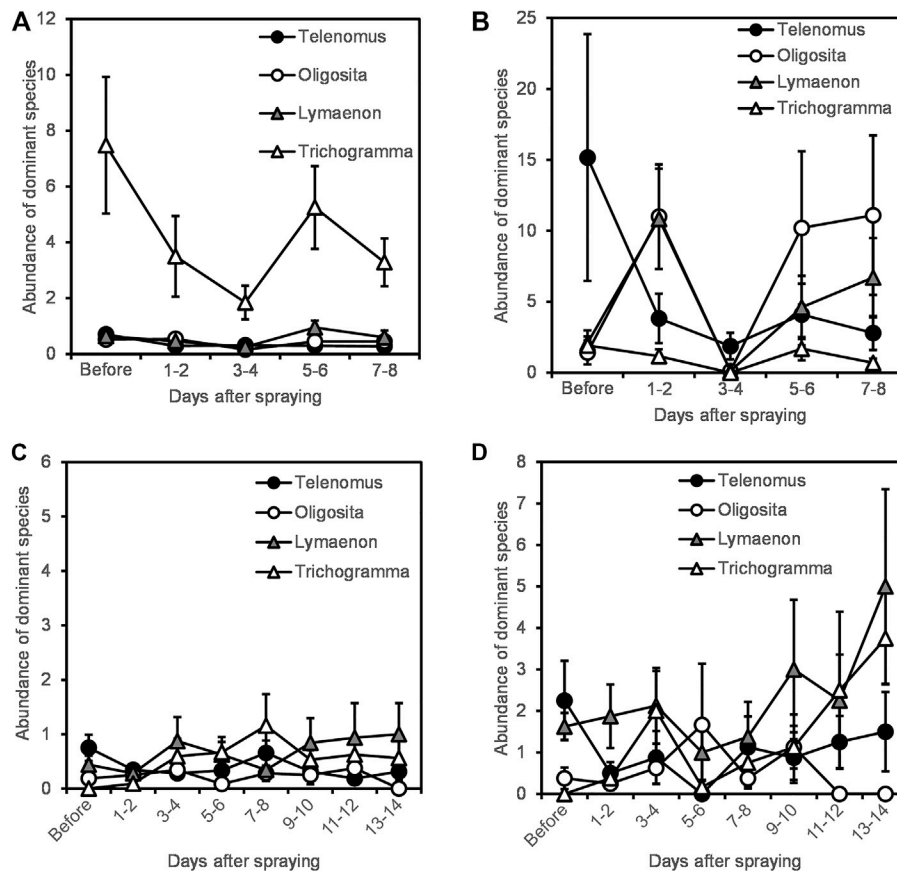 A
Abundance of dominant species
12
10
8
6
4
2
0
Telenomus
Oligosita
Lymaenon
Trichogramma
Before
1-2
3-4
5-6
7-8
Days after spraying
B
Abundance of dominant species
25
20
15
10
5
0
Telenomus
Oligosita
Lymaenon
Trichogramma
Before
1-2
3-4
5-6
7-8
Days after spraying
C
Abundance of dominant species
6
5
4
3
2
1
0
Telenomus
Oligosita
Lymaenon
Trichogramma
Before
1-2
3-4
5-6
7-8
9-10
11-12
13-14
Days after spraying
D
Abundance of dominant species
8
7
6
5
4
3
2
1
0
Telenomus
Oligosita
Lymaenon
Trichogramma
Before
1-2
3-4
5-6
7-8
9-10
11-12
13-14
Days after spraying